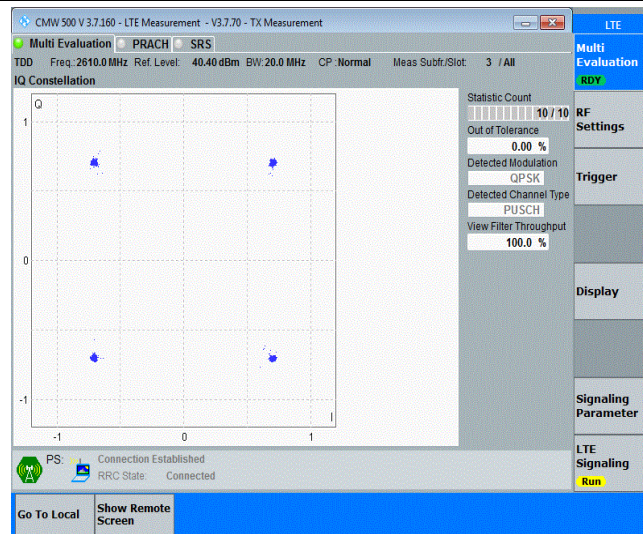 CMW 500 V 3.7.160 - LTE Measurement - V3.7.70 - TX Measurement
LTE
Multi Evaluation PRACH SRS
Multi
Evaluation
RDY
TDD Freq.:2610.0 MHz Ref. Level: 40.40 dBm BW:20.0 MHz CP :Normal Meas Subfr./Slot: 3 / All
IQ Constellation
Q
1
0
-1
-1 0 1
I
Statistic Count
10 / 10
Out of Tolerance
0.00 %
Detected Modulation
QPSK
Detected Channel Type
PUSCH
View Filter Throughput
100.0 %
RF
Settings
Trigger
Display
Signaling
Parameter
LTE
Signaling
Run
PS: Connection Established
RRC State: Connected
Go To Local
Show Remote
Screen